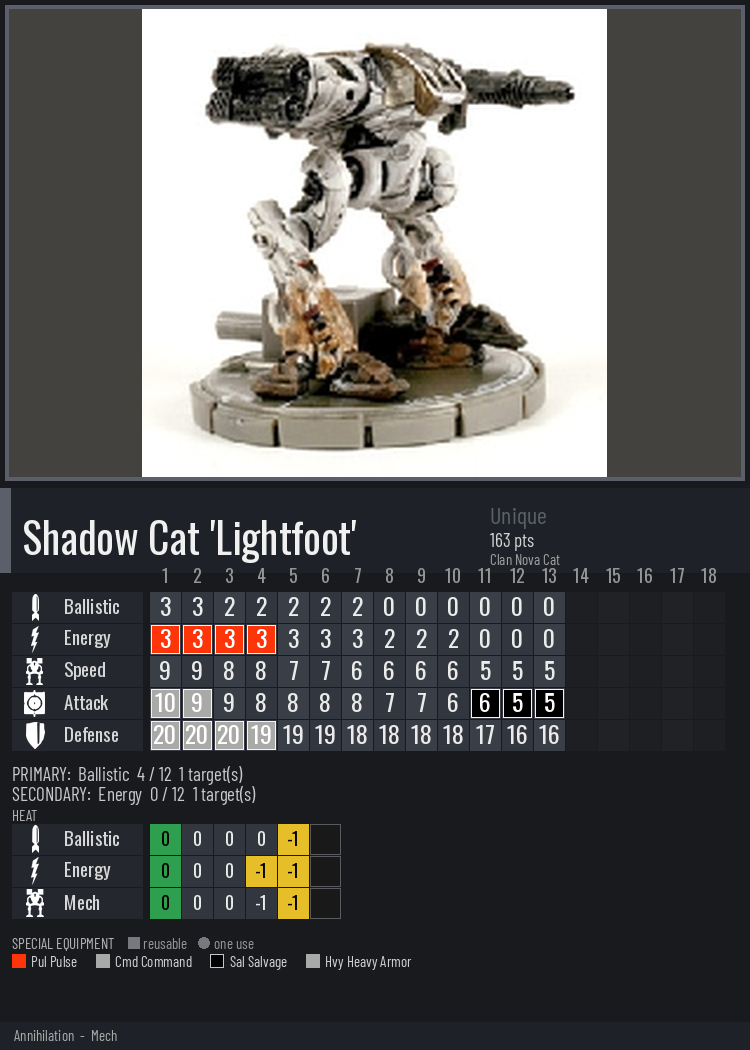 Shadow Cat 'Lightfoot'
Unique
163 pts
Clan Nova Cat
1 2 3 4 5 6 7 8 9 10 11 12 13 14 15 16 17 18
Ballistic 3 3 2 2 2 2 2 0 0 0 0 0 0
Energy 3 3 3 3 3 3 3 2 2 2 0 0 0
Speed 9 9 8 8 7 7 6 6 6 6 5 5 5
Attack 10 9 9 8 8 8 8 7 7 6 6 5 5
Defense 20 20 20 19 19 19 18 18 18 18 17 16 16
PRIMARY: Ballistic 4 / 12 1 target(s)
SECONDARY: Energy 0 / 12 1 target(s)
HEAT
Ballistic 0 0 0 0 -1
Energy 0 0 0 -1 -1
Mech 0 0 0 -1 -1
SPECIAL EQUIPMENT reusable one use
Pul Pulse Cmd Command Sal Salvage Hvy Heavy Armor
Annihilation - Mech